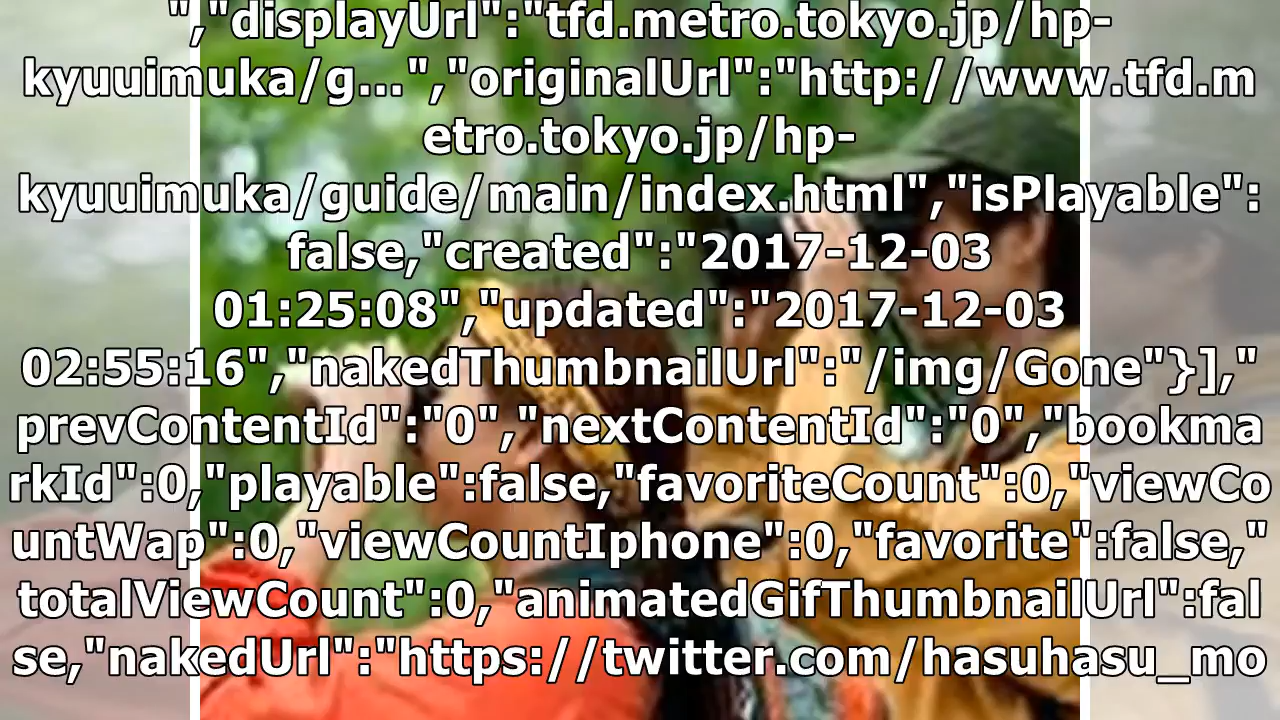 ","displayUrl":"tfd.metro.tokyo.jp/hp-
kyuuimuka/g...","originalUrl":"http://www.tfd.m
etro.tokyo.jp/hp-
kyuuimuka/guide/main/index.html","isPlayable":
false,"created":"2017-12-03
01:25:08","updated":"2017-12-03
02:55:16","nakedThumbnailUrl":"/img/Gone"}],"
prevContentId":"0","nextContentId":"0","bookma
rkId":0,"playable":false,"favoriteCount":0,"viewCo
untWap":0,"viewCountIphone":0,"favorite":false,"
totalViewCount":0,"animatedGifThumbnailUrl":fal
se,"nakedUrl":"https://twitter.com/hasuhasu_mo